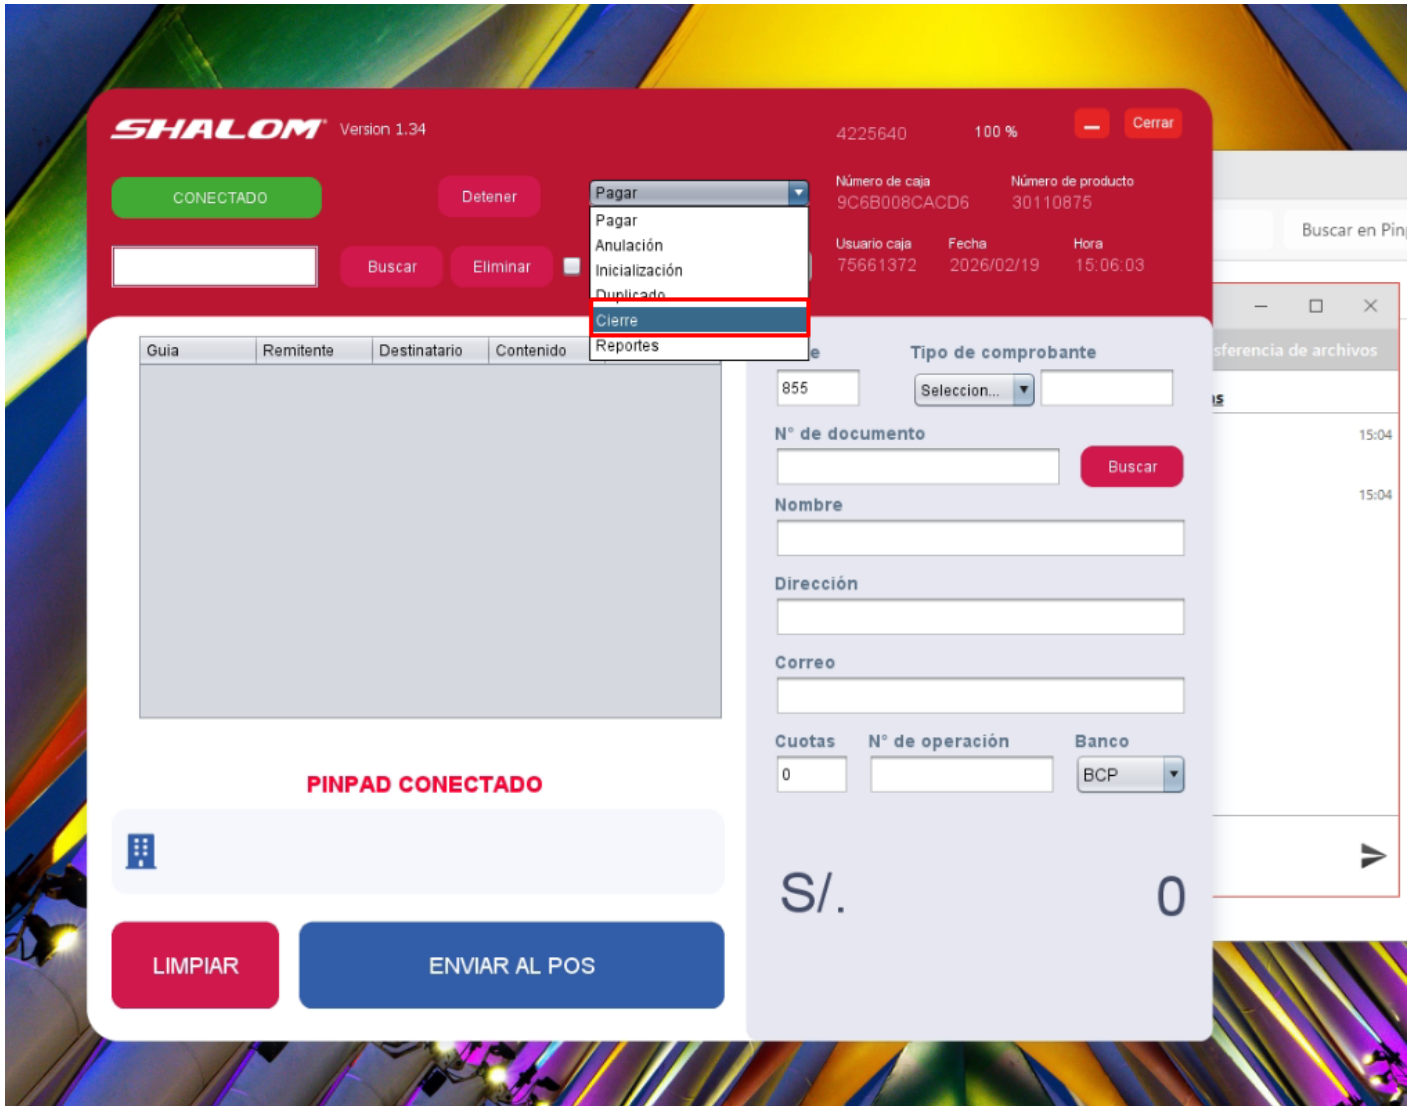 SHALOM Version 1.34
4225640 100 % Cerrar
CONECTADO
Detener
Pagar
Número de caja
Número de producto
9C6B008CACD6
30110875
Pagar
Anulación
Inicialización
Duplicado
Cierre
Reportes
Buscar
Eliminar
Usuario caja
Fecha
Hora
75661372
2026/02/19
15:06:03
Buscar en Pinp
Guia
Remitente
Destinatario
Contenido
e
Tipo de comprobante
855
Seleccion...
N° de documento
Buscar
Nombre
Dirección
Correo
Cuotas
N° de operación
Banco
0
BCP
PINPAD CONECTADO
S/. 0
LIMPIAR
ENVIAR AL POS
sferencia de archivos
as
15:04
15:04